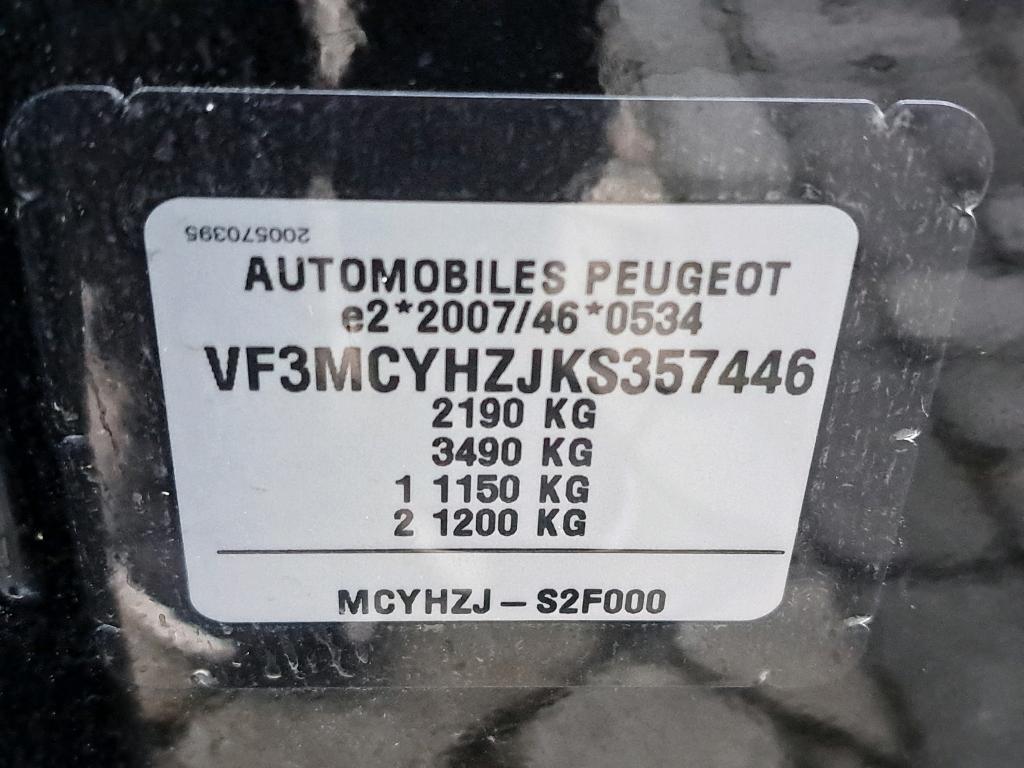 200570395
AUTOMOBILES PEUGEOT
e2*2007/46*0534
VF3MCYHZJKS357446
2190 KG
3490 KG
1 1150 KG
2 1200 KG
MCYHZJ – S2F000